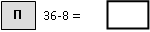 П 36-8 =